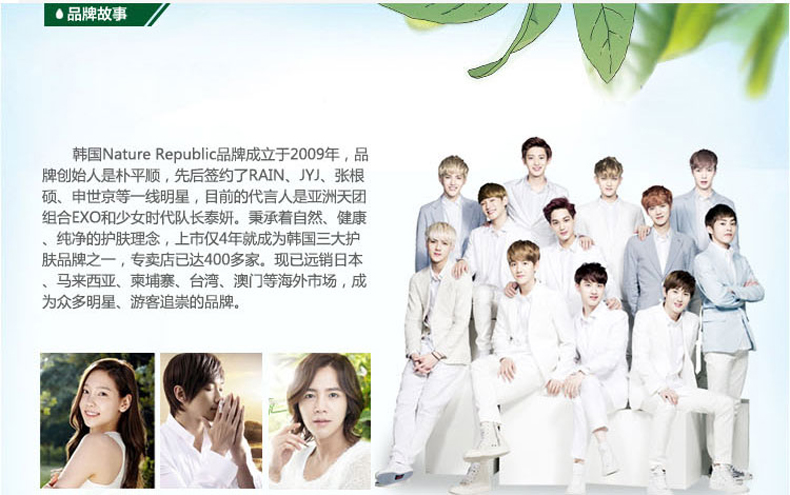 品牌故事
韩国Nature Republic品牌成立于2009年，品
牌创始人是朴平顺，先后签约了RAIN、JYJ、张根
硕、申世京等一线明星，目前的代言人是亚洲天团
组合EXO和少女时代队长泰妍。秉承着自然、健康
、纯净的护肤理念，上市仅4年就成为韩国三大护
肤品牌之一，专卖店已达400多家。现已远销日本
、马来西亚、柬埔寨、台湾、澳门等海外市场，成
为众多明星、游客追崇的品牌。